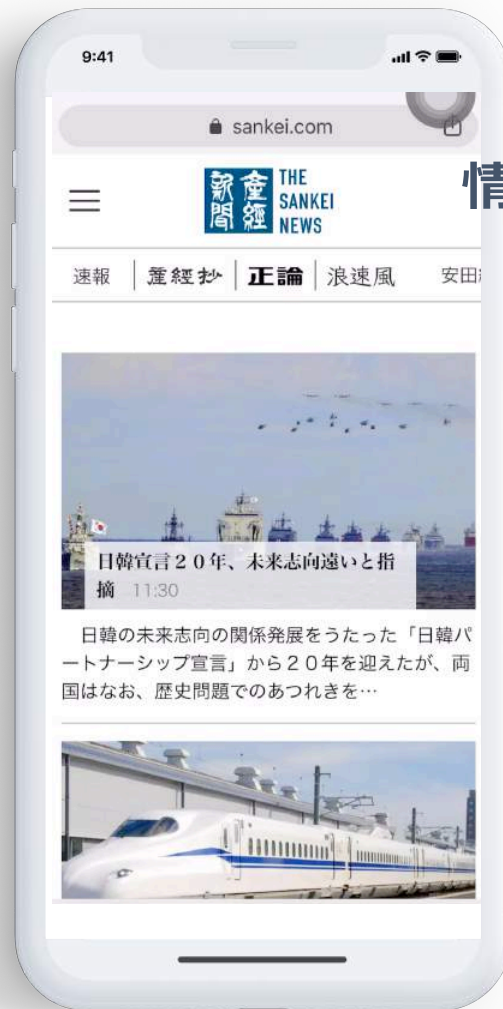 9:41
sankei.com
情
新聞 産経 THE
SANKEI
NEWS
速報 産経抄 正論 浪速風 安田
日韓宣言20年、未来志向遠いと指
摘 11:30
日韓の未来志向の関係発展をうたった「日韓パ
ートナーシップ宣言」から20年を迎えたが、両
国はなお、歴史問題でのあつれきを…